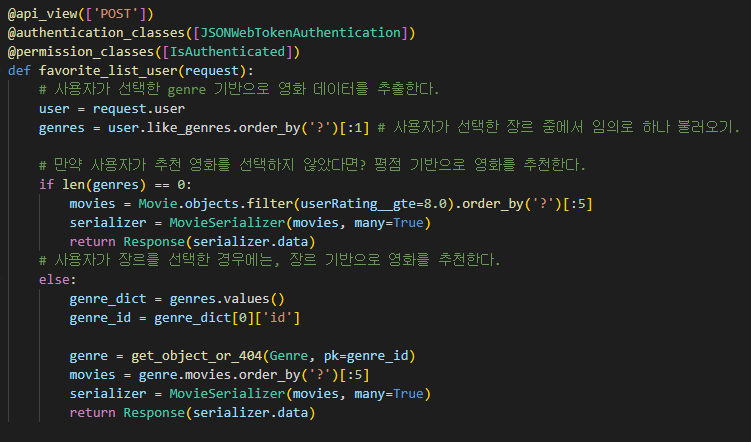 @api_view(['POST'])
@authentication_classes([JSONWebTokenAuthentication])
@permission_classes([IsAuthenticated])
def favorite_list_user(request):
    # 사용자가 선택한 genre 기반으로 영화 데이터를 추출한다.
    user = request.user
    genres = user.like_genres.order_by('?')[:1] # 사용자가 선택한 장르 중에서 임의로 하나 불러오기.

    # 만약 사용자가 추천 영화를 선택하지 않았다면? 평점 기반으로 영화를 추천한다.
    if len(genres) == 0:
        movies = Movie.objects.filter(userRating__gte=8.0).order_by('?')[:5]
        serializer = MovieSerializer(movies, many=True)
        return Response(serializer.data)
    # 사용자가 장르를 선택한 경우에는, 장르 기반으로 영화를 추천한다.
    else:
        genre_dict = genres.values()
        genre_id = genre_dict[0]['id']

        genre = get_object_or_404(Genre, pk=genre_id)
        movies = genre.movies.order_by('?')[:5]
        serializer = MovieSerializer(movies, many=True)
        return Response(serializer.data)